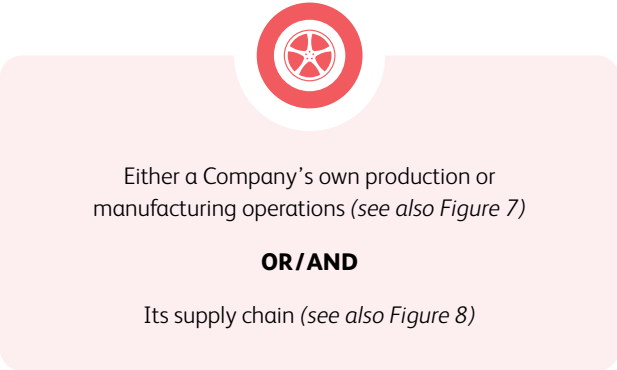 Either a Company’s own production or
manufacturing operations (see also Figure 7)
OR/AND
Its supply chain (see also Figure 8)